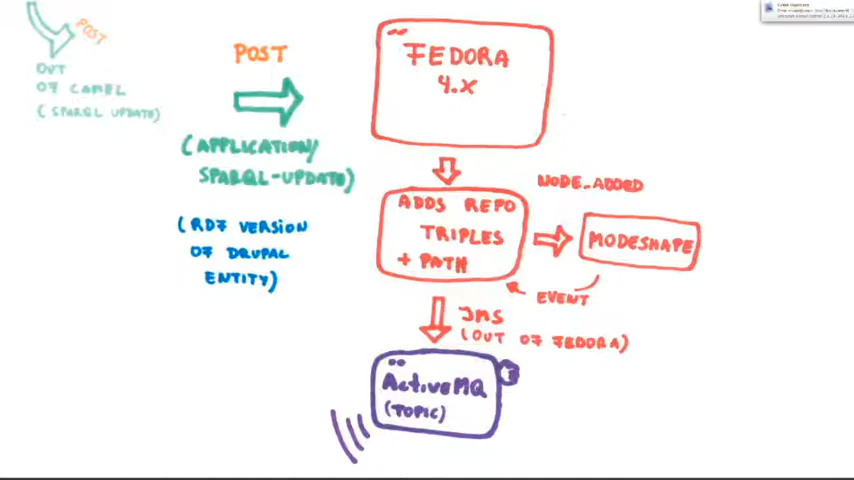 POST
OUT
OF CAMEL
(SPARQL UPDATE)
POST
(APPLICATION/
SPARQL-UPDATE)
(RDF VERSION
OF DRUPAL
ENTITY)
FEDORA
4.x
ADDS REPO
TRIPLES
+ PATH
NODE_ADDED
MODESHAPE
EVENT
JMS
(OUT OF FEDORA)
ActiveMQ
(TOPIC)